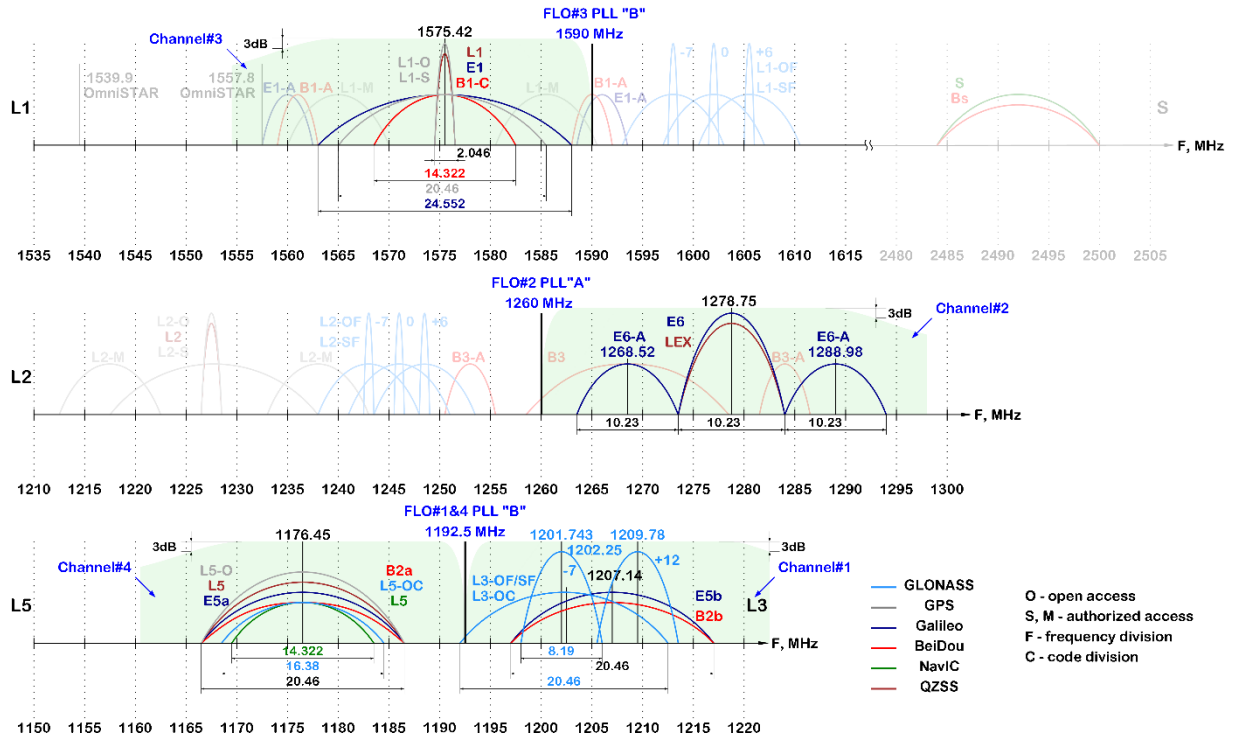 FLO#3 PLL "B"
1590 MHz
Channel#3
3dB
1575.42
-7
0
+6
L1-OF
L1-SF
1539.9
OmniSTAR
1557.8
OmniSTAR
E1-A
B1-A
L1-M
L1-O
L1-S
L1
E1
B1-C
L1-M
B1-A
E1-A
S
Bs
S
L1
F, MHz
2.046
14.322
20.46
24.552
1535 1540 1545 1550 1555 1560 1565 1570 1575 1580 1585 1590 1595 1600 1605 1610 1615 2480 2485 2490 2495 2500 2505
FLO#2 PLL"A"
1260 MHz
1278.75
3dB
Channel#2
L2-O
L2
L2-S
L2-M
L2-M
L2-OF
L2-SF
-7
0
+6
B3-A
B3
E6-A
1268.52
E6
LEX
B3-A
E6-A
1288.98
L2
F, MHz
10.23
10.23
10.23
1210 1215 1220 1225 1230 1235 1240 1245 1250 1255 1260 1265 1270 1275 1280 1285 1290 1295 1300
FLO#1&4 PLL "B"
1192.5 MHz
1176.45
1201.743
1209.78
1202.25
-7
+12
1207.14
3dB
3dB
Channel#4
Channel#1
L5-O
L5
E5a
B2a
L5-OC
L5
L3-OF/SF
L3-OC
E5b
B2b
L5
L3
F, MHz
14.322
16.38
20.46
8.19
20.46
20.46
1150 1155 1160 1165 1170 1175 1180 1185 1190 1195 1200 1205 1210 1215 1220
GLONASS
GPS
Galileo
BeiDou
NavIC
QZSS
O - open access
S, M - authorized access
F - frequency division
C - code division